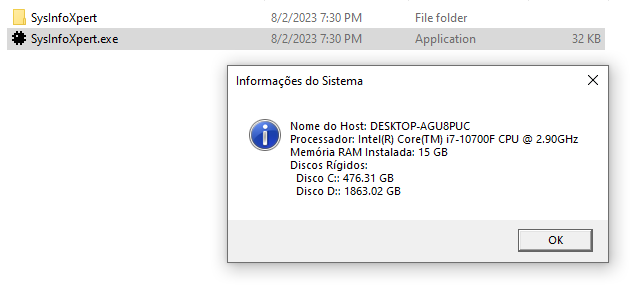 SysInfoXpert 8/2/2023 7:30 PM File folder
SysInfoXpert.exe 8/2/2023 7:30 PM Application 32 KB
Informações do Sistema
Nome do Host: DESKTOP-AGU8PUC
Processador: Intel(R) Core(TM) i7-10700F CPU @ 2.90GHz
Memória RAM Instalada: 15 GB
Discos Rígidos:
Disco C:: 476.31 GB
Disco D:: 1863.02 GB
OK